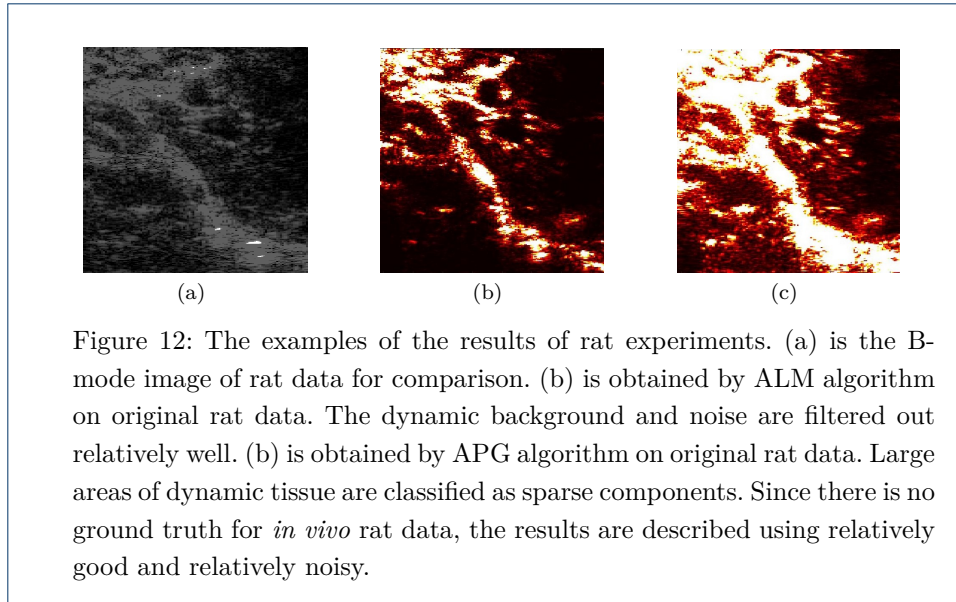 (a) (b) (c)
Figure 12: The examples of the results of rat experiments. (a) is the B-
mode image of rat data for comparison. (b) is obtained by ALM algorithm
on original rat data. The dynamic background and noise are filtered out
relatively well. (b) is obtained by APG algorithm on original rat data. Large
areas of dynamic tissue are classified as sparse components. Since there is no
ground truth for in vivo rat data, the results are described using relatively
good and relatively noisy.